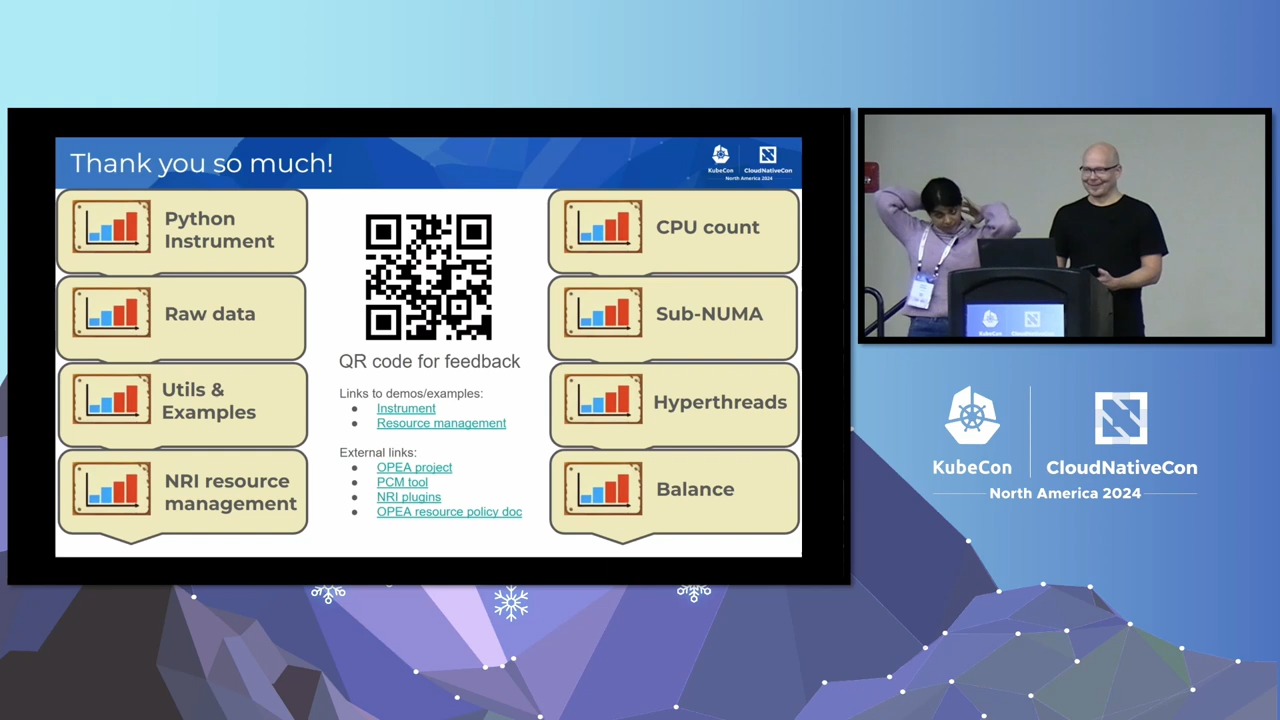 Thank you so much!
KubeCon
CloudNativeCon
North America 2024
Python
Instrument
Raw data
Utils &
Examples
NRI resource
management
QR code for feedback
Links to demos/examples:
● Instrument
● Resource management
External links:
● OPEA project
● PCM tool
● NRI plugins
● OPEA resource policy doc
CPU count
Sub-NUMA
Hyperthreads
Balance
KubeCon
CloudNativeCon
KubeCon
CloudNativeCon
North America 2024